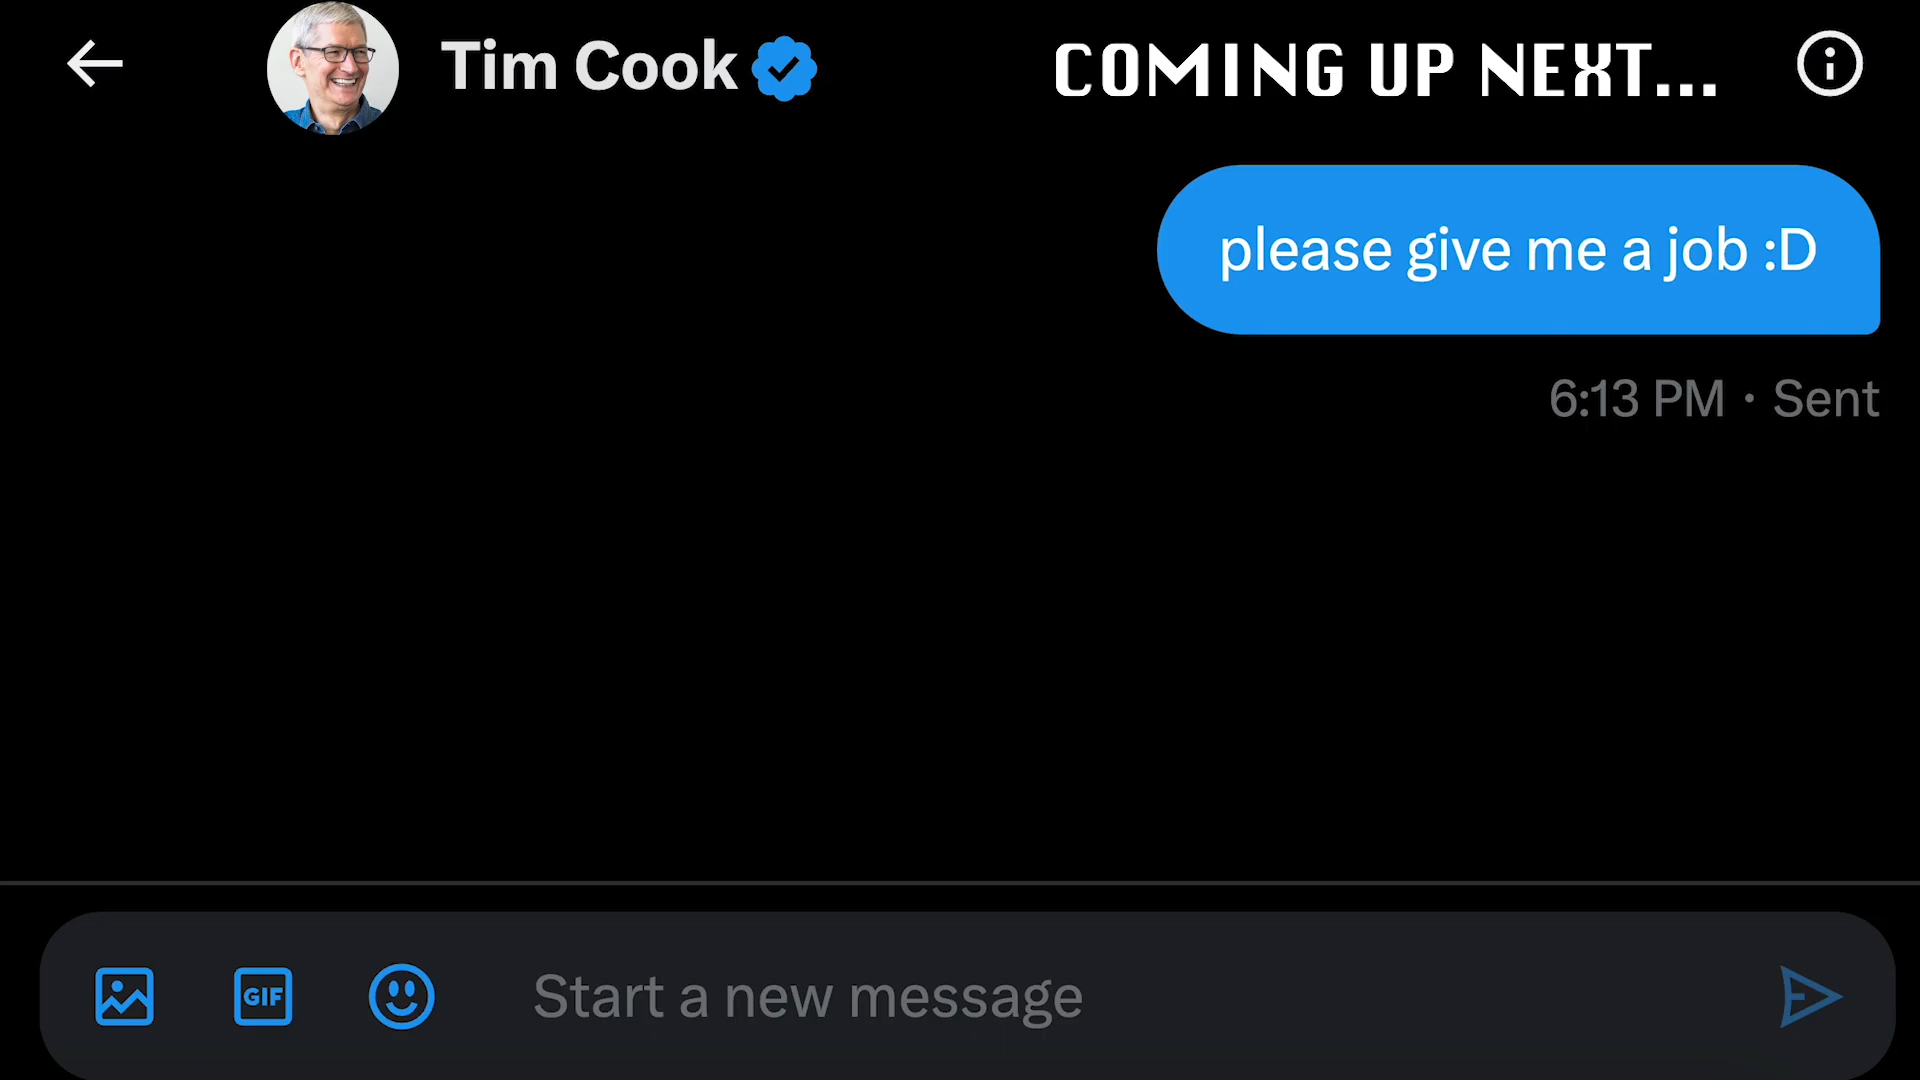 Tim Cook
COMING UP NEXT...
please give me a job :D
6:13 PM · Sent
GIF
Start a new message